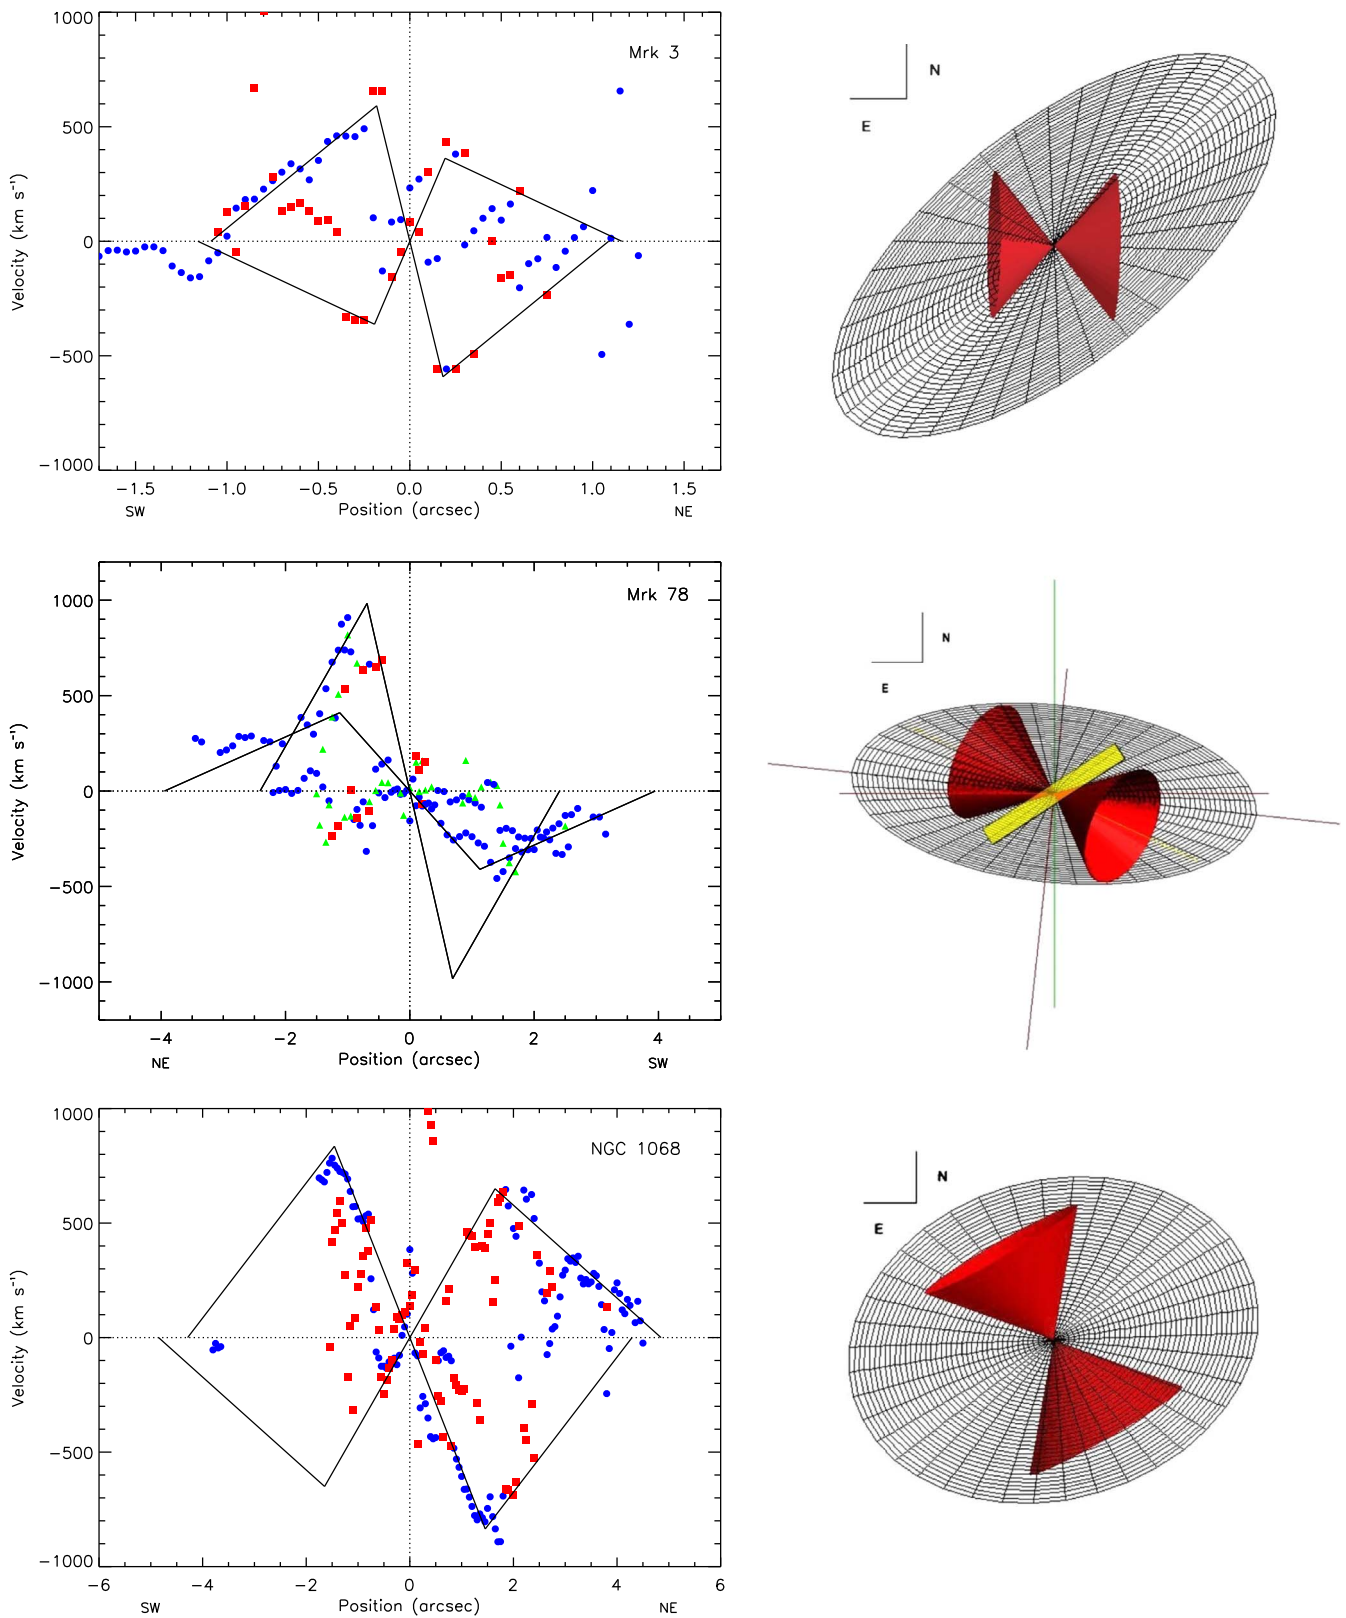 1000
500
0
−500
−1000
Velocity (km s⁻¹)
Mrk 3
−1.5 −1.0 −0.5 0.0 0.5 1.0 1.5
SW Position (arcsec) NE
N
E
1000
500
0
−500
−1000
Velocity (km s⁻¹)
Mrk 78
−4 −2 0 2 4
NE Position (arcsec) SW
N
E
1000
500
0
−500
−1000
Velocity (km s⁻¹)
NGC 1068
−6 −4 −2 0 2 4 6
SW Position (arcsec) NE
N
E